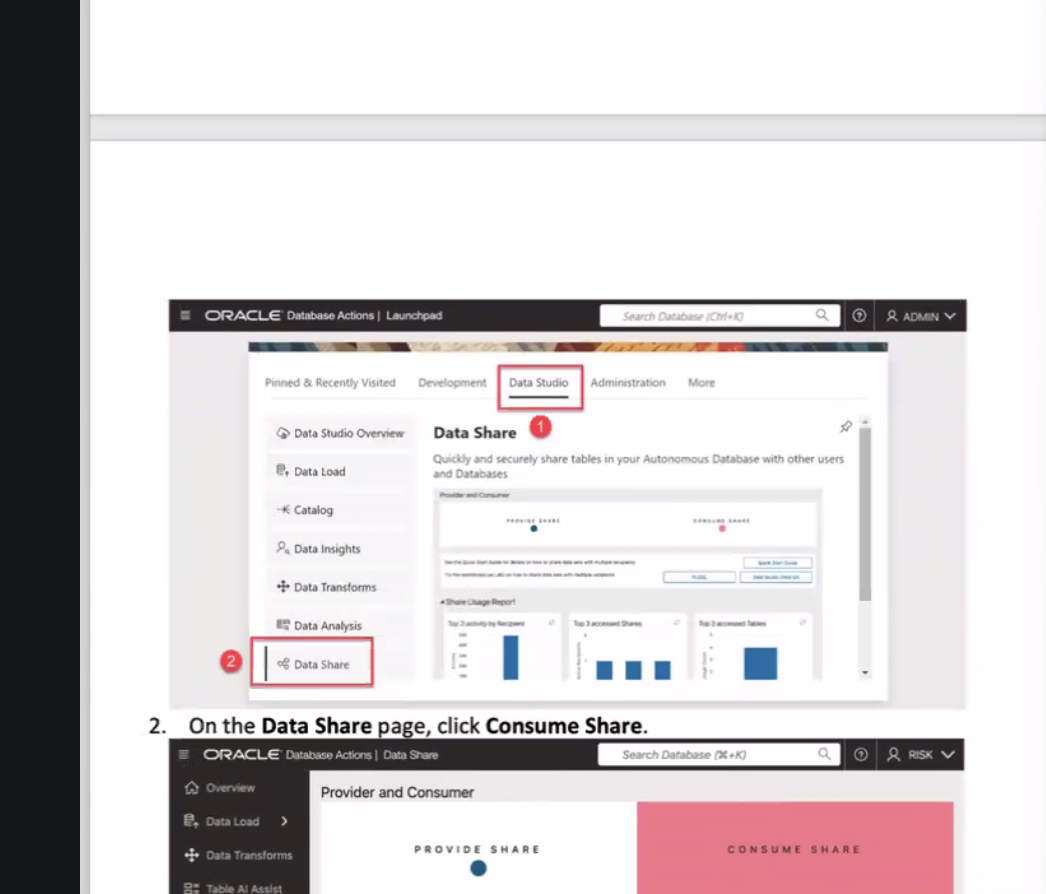 ORACLE Database Actions | Launchpad
Search Database (Ctrl+K)
ADMIN
Pinned & Recently Visited
Development
Data Studio
Administration
More
1
Data Studio Overview
Data Load
Catalog
Data Insights
Data Transforms
Data Analysis
2
Data Share
Data Share
Quickly and securely share tables in your Autonomous Database with other users
and Databases
Provider and Consumer
PROVIDE SHARE
CONSUME SHARE
Quick Start Guide
Share Usage Report
Top 3 activity by Recipient
Top 3 accessed Shares
Top 3 accessed Tables
2. On the Data Share page, click Consume Share.
ORACLE Database Actions | Data Share
Search Database (⌘+K)
RISK
Overview
Data Load
Data Transforms
Table AI Assist
Provider and Consumer
PROVIDE SHARE
CONSUME SHARE